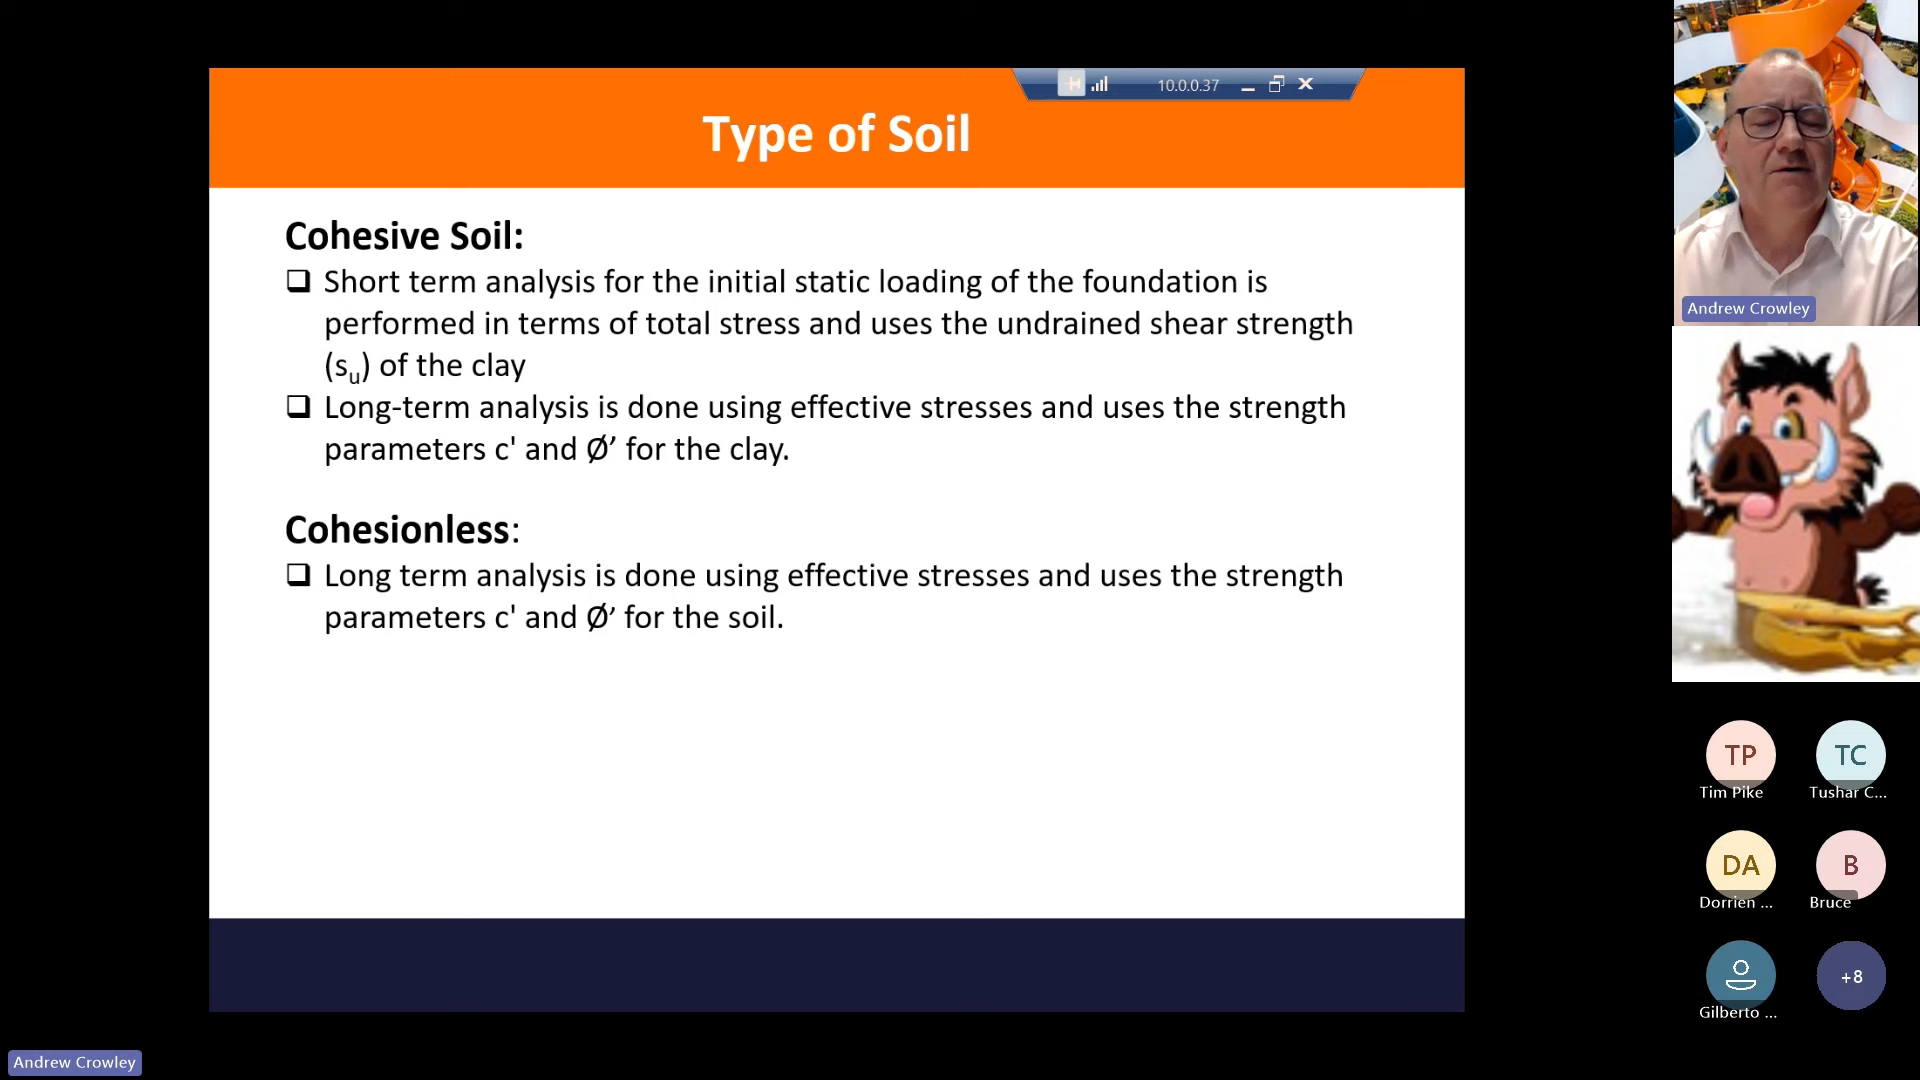 10.0.0.37
Type of Soil
Cohesive Soil:
❑ Short term analysis for the initial static loading of the foundation is
performed in terms of total stress and uses the undrained shear strength
(su) of the clay
❑ Long-term analysis is done using effective stresses and uses the strength
parameters c' and Ø’ for the clay.
Cohesionless:
❑ Long term analysis is done using effective stresses and uses the strength
parameters c' and Ø’ for the soil.
Andrew Crowley
TP
Tim Pike
TC
Tushar C...
DA
Dorrien ...
B
Bruce
Gilberto ...
+8
Andrew Crowley